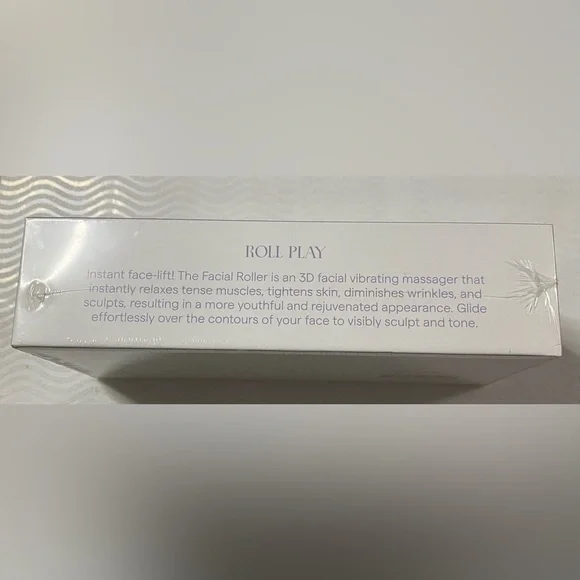 ROLL PLAY
Instant face-lift! The Facial Roller is an 3D facial vibrating massager that
instantly relaxes tense muscles, tightens skin, diminishes wrinkles, and
sculpts, resulting in a more youthful and rejuvenated appearance. Glide
effortlessly over the contours of your face to visibly sculpt and tone.